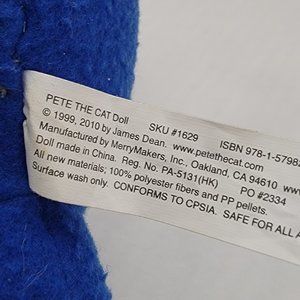 PETE THE CAT Doll SKU #1629 ISBN 978-1-5798
© 1999, 2010 by James Dean. www.petethecat.com
Manufactured by MerryMakers, Inc., Oakland, CA 94610 www
Doll made in China. Reg. No. PA-5131(HK) PO #2334
All new materials; 100% polyester fibers and PP pellets.
Surface wash only. CONFORMS TO CPSIA. SAFE FOR ALL A